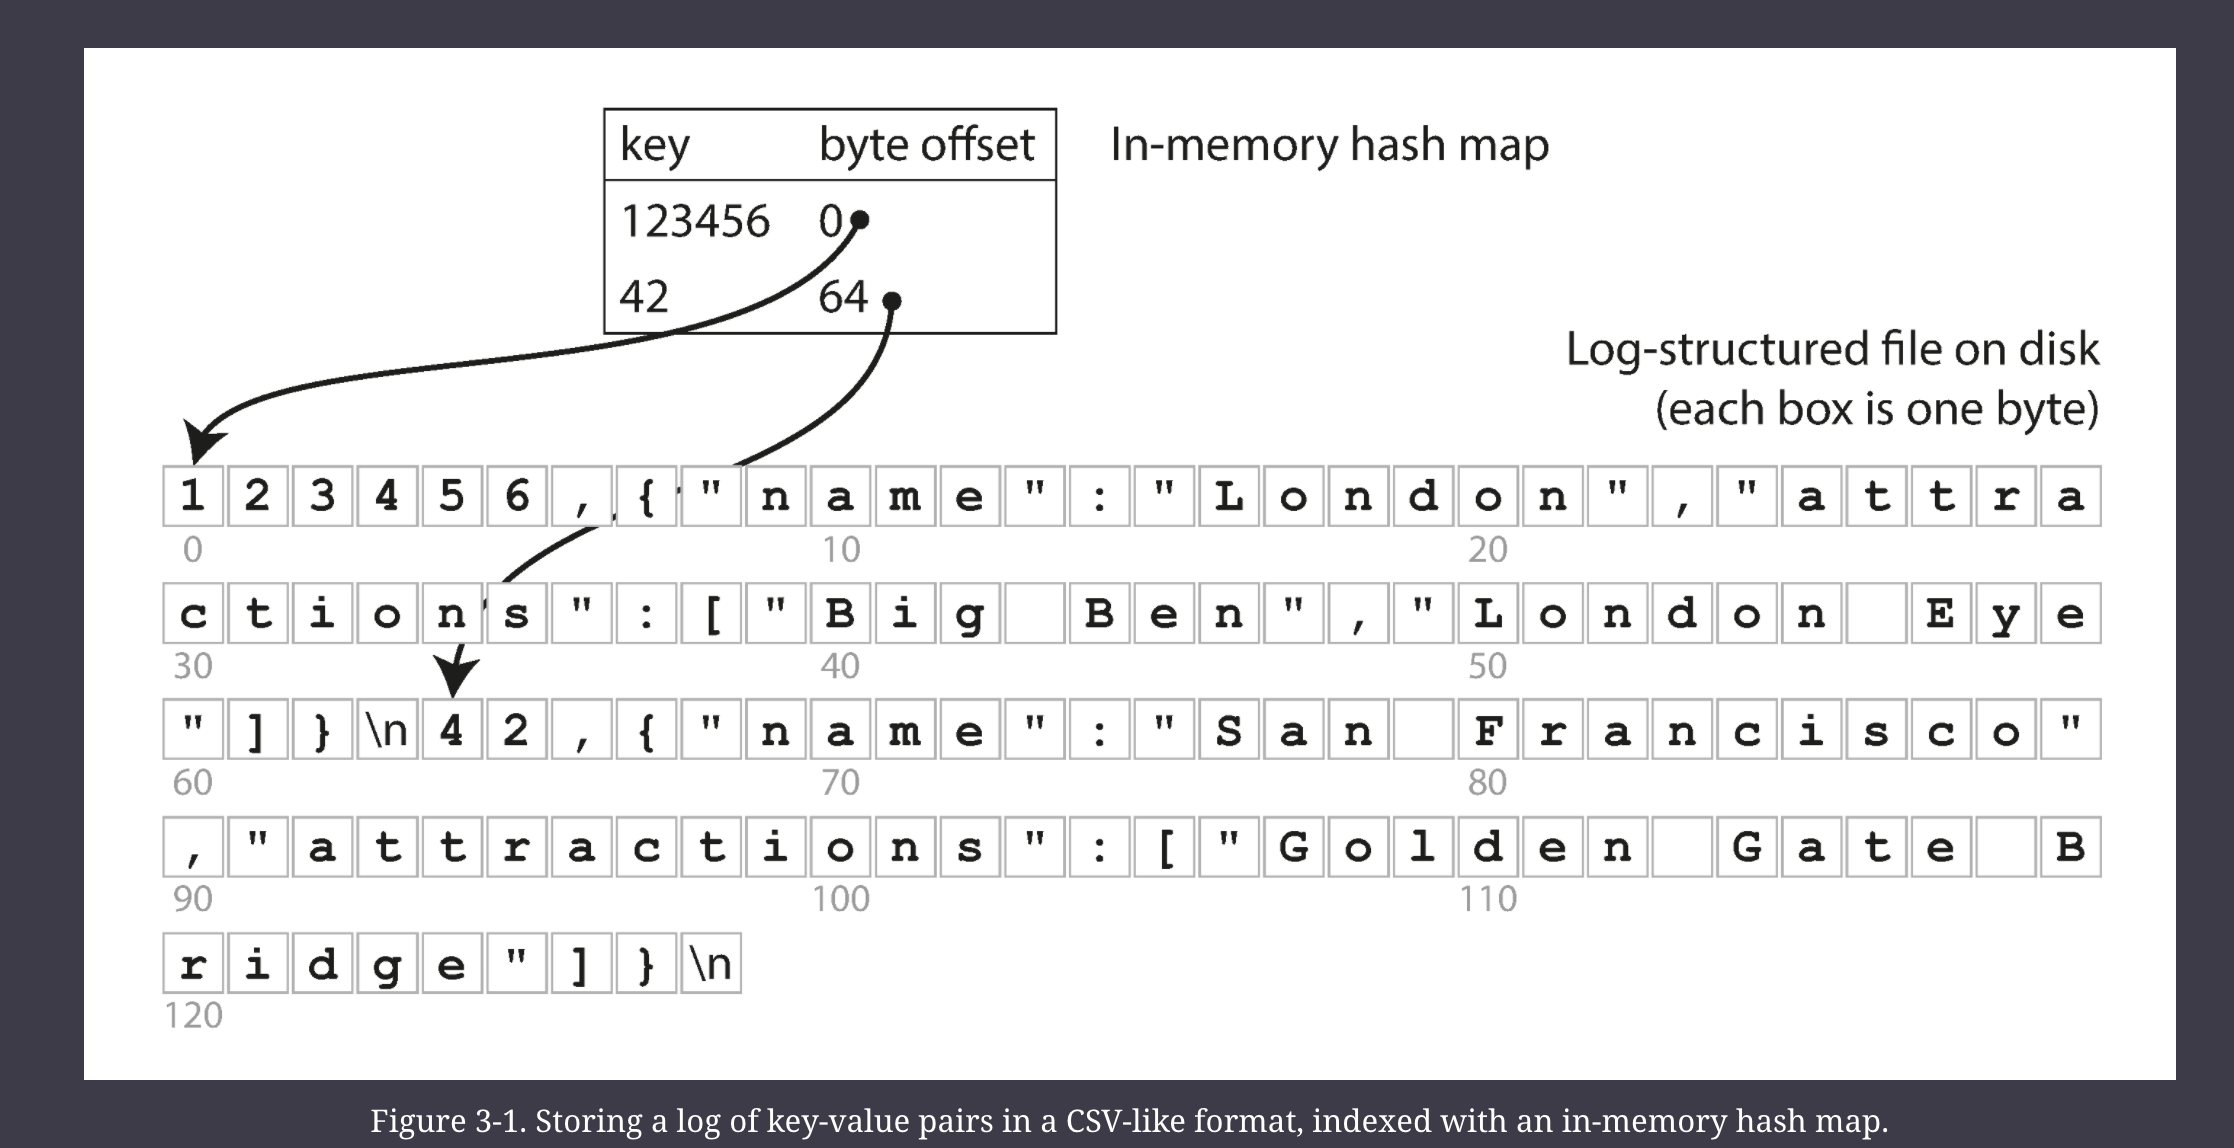 key byte offset In-memory hash map
123456 0
42 64
Log-structured file on disk
(each box is one byte)
1 2 3 4 5 6 , { " n a m e " : " L o n d o n " , " a t t r a
0 10 20
c t i o n s " : [ " B i g   B e n " , " L o n d o n   E y e
30 40 50
" ] } \n 4 2 , { " n a m e " : " S a n   F r a n c i s c o "
60 70 80
, " a t t r a c t i o n s " : [ " G o l d e n   G a t e   B
90 100 110
r i d g e " ] } \n
120
Figure 3-1. Storing a log of key-value pairs in a CSV-like format, indexed with an in-memory hash map.